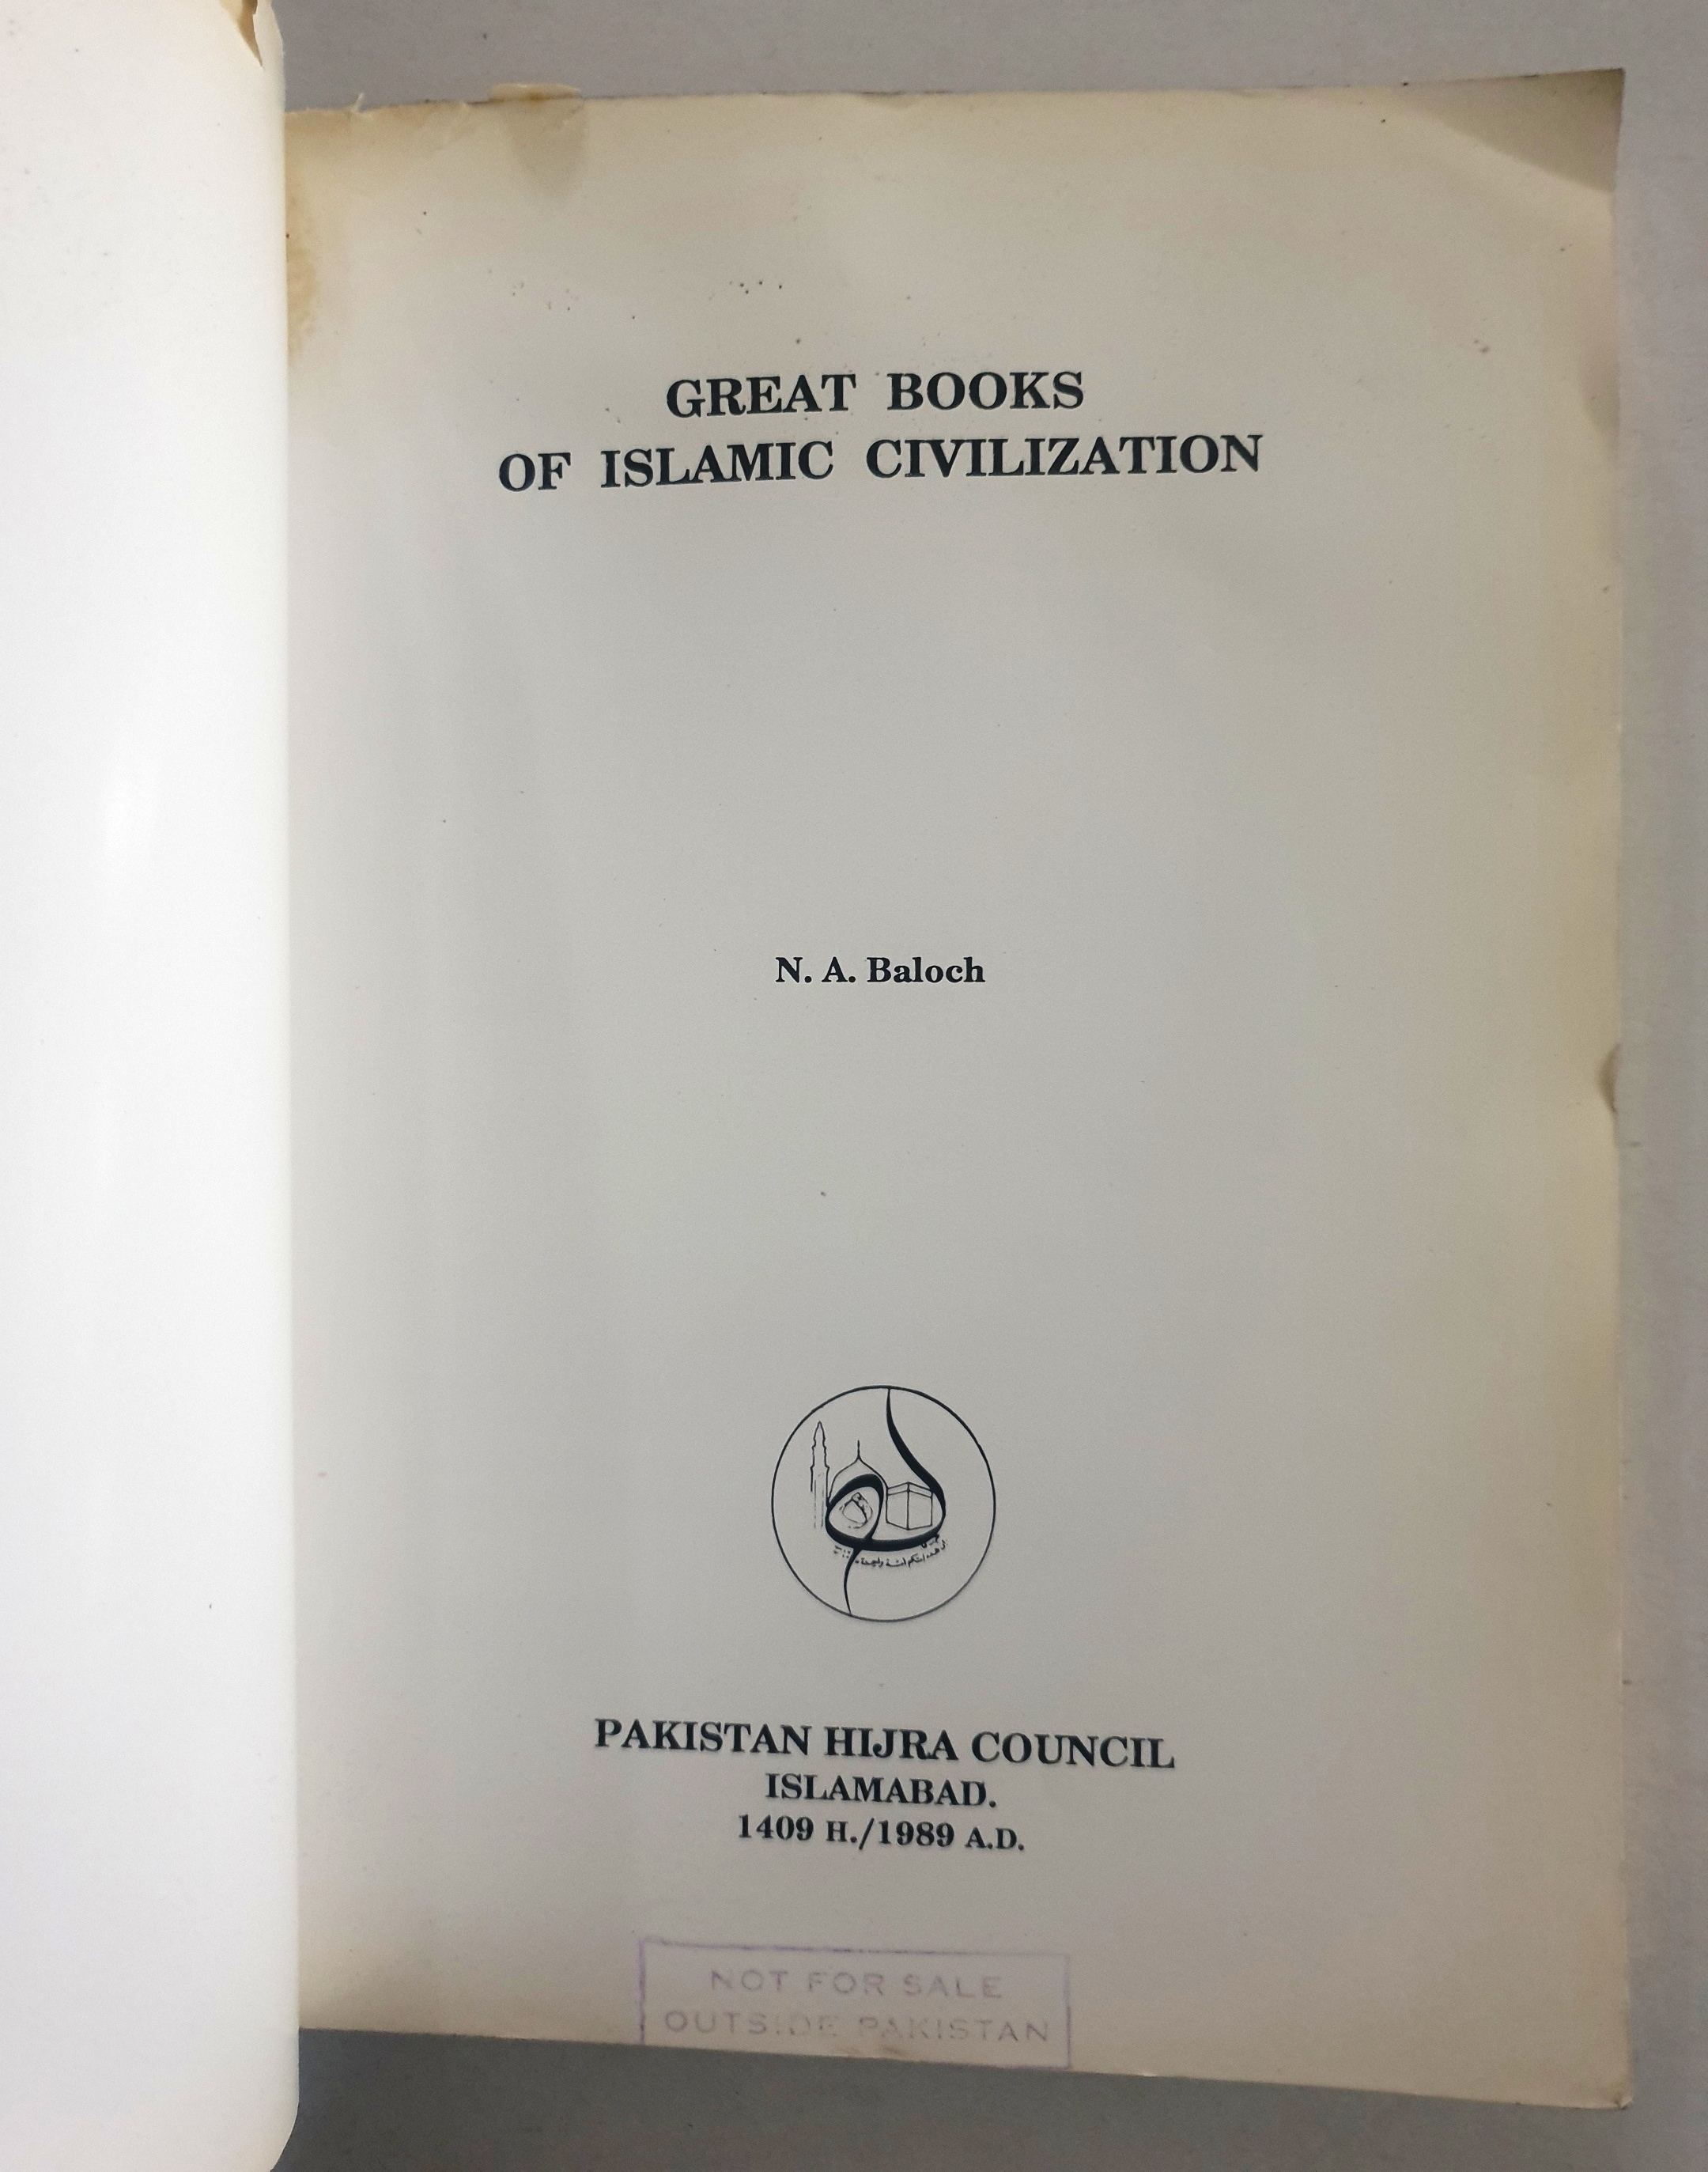 GREAT BOOKS
OF ISLAMIC CIVILIZATION
N. A. Baloch
PAKISTAN HIJRA COUNCIL
ISLAMABAD.
1409 H./1989 A.D.
NOT FOR SALE
OUTSIDE PAKISTAN